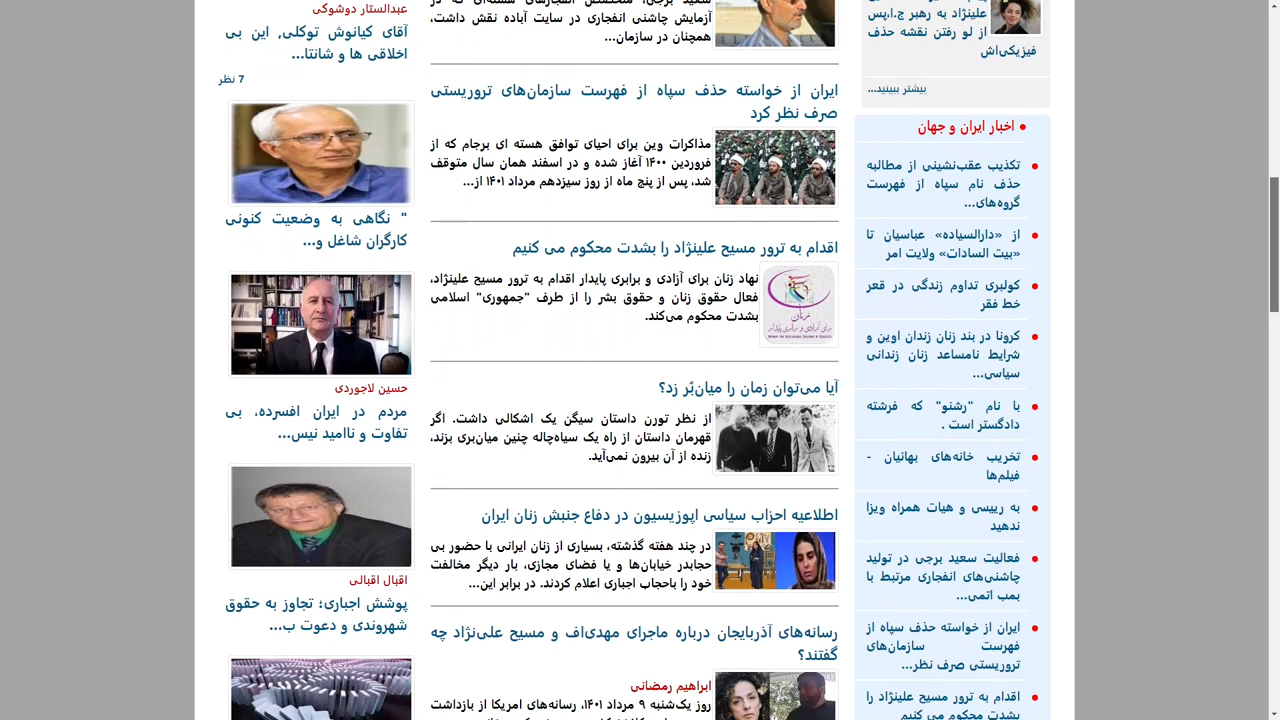 علینژاد به رهبر ج.ا.پس
از لو رفتن نقشه حذف
فیزیکی‌اش
بیشتر ببینید...
اخبار ایران و جهان
تکذیب عقب‌نشینی از مطالبه
حذف نام سپاه از فهرست
گروه‌های...
از «دارالسیاده» عباسیان تا
«بیت السادات» ولایت امر
کولبری تداوم زندگی در قعر
خط فقر
کرونا در بند زنان زندان اوین و
شرایط نامساعد زنان زندانی
سیاسی...
با نام "رشنو" که فرشته
دادگستر است .
تخریب خانه‌های بهائیان -
فیلم‌ها
به رییسی و هیات همراه ویزا
ندهید
فعالیت سعید برجی در تولید
چاشنی‌های انفجاری مرتبط با
بمب اتمی...
ایران از خواسته حذف سپاه از
فهرست سازمان‌های
تروریستی صرف نظر...
اقدام به ترور مسیح علینژاد را
بشدت محکوم می کنیم
آزمایش چاشنی انفجاری در سایت آباده نقش داشت،
همچنان در سازمان...
ایران از خواسته حذف سپاه از فهرست سازمان‌های تروریستی
صرف نظر کرد
مذاکرات وین برای احیای توافق هسته ای برجام که از
فروردین ۱۴۰۰ آغاز شده و در اسفند همان سال متوقف
شد، پس از پنج ماه از روز سیزدهم مرداد ۱۴۰۱ از...
اقدام به ترور مسیح علینژاد را بشدت محکوم می کنیم
نهاد زنان برای آزادی و برابری پایدار اقدام به ترور مسیح علینژاد،
فعال حقوق زنان و حقوق بشر را از طرف "جمهوری" اسلامی
بشدت محکوم می‌کند.
آیا می‌توان زمان را میان‌بُر زد؟
از نظر تورن داستان سیگن یک اشکالی داشت. اگر
قهرمان داستان از راه یک سیاه‌چاله چنین میان‌بری بزند،
زنده از آن بیرون نمی‌آید.
اطلاعیه احزاب سیاسی اپوزیسیون در دفاع جنبش زنان ایران
در چند هفته گذشته، بسیاری از زنان ایرانی با حضور بی
حجابدر خیابان‌ها و یا فضای مجازی، بار دیگر مخالفت
خود را باحجاب اجباری اعلام کردند. در برابر این...
رسانه‌های آذربایجان درباره ماجرای مهدی‌اف و مسیح علی‌نژاد چه
گفتند؟
ابراهیم رمضانی
روز یک‌شنبه ۹ مرداد ۱۴۰۱، رسانه‌های امریکا از بازداشت
عبدالستار دوشوکی
آقای کیانوش توکلی, این بی
اخلاقی ها و شانتا...
7 نظر
" نگاهی به وضعیت کنونی
کارگران شاغل و...
حسین لاجوردی
مردم در ایران افسرده، بی
تفاوت و ناامید نیس...
اقبال اقبالی
پوشش اجباری؛ تجاوز به حقوق
شهروندی و دعوت ب...